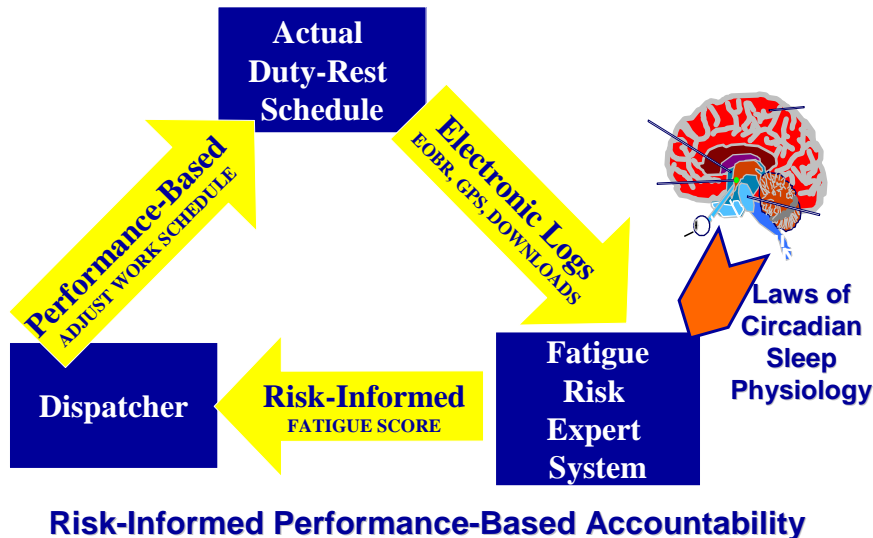 Actual
Duty-Rest
Schedule
Performance-Based
ADJUST WORK SCHEDULE
Electronic Logs
EOBR, GPS, DOWNLOADS
Laws of
Circadian
Sleep
Physiology
Dispatcher
Risk-Informed
FATIGUE SCORE
Fatigue
Risk
Expert
System
Risk-Informed Performance-Based Accountability